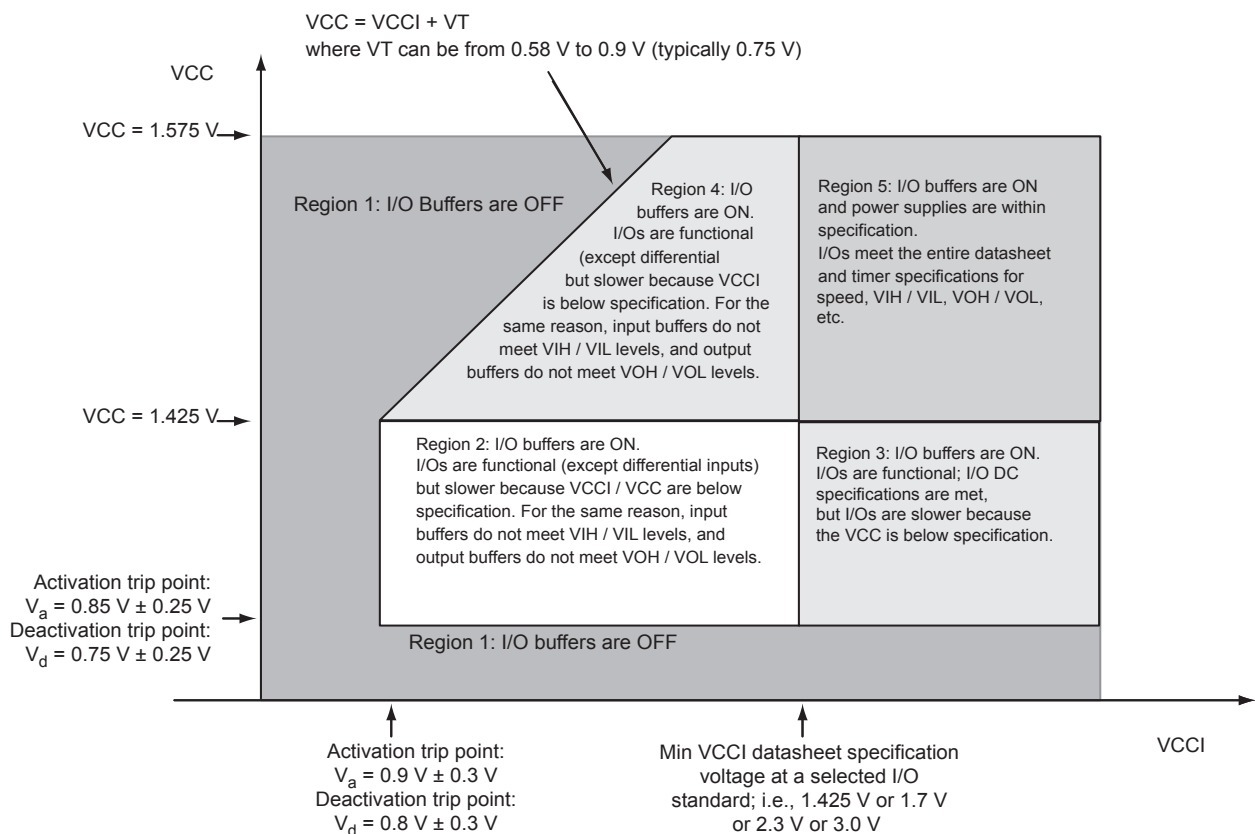 VCC = VCCI + VT
where VT can be from 0.58 V to 0.9 V (typically 0.75 V)
VCC
VCC = 1.575 V
Region 1: I/O Buffers are OFF
Region 4: I/O
buffers are ON.
I/Os are functional
(except differential
but slower because VCCI
is below specification. For the
same reason, input buffers do not
meet VIH / VIL levels, and output
buffers do not meet VOH / VOL levels.
Region 5: I/O buffers are ON
and power supplies are within
specification.
I/Os meet the entire datasheet
and timer specifications for
speed, VIH / VIL, VOH / VOL,
etc.
VCC = 1.425 V
Region 2: I/O buffers are ON.
I/Os are functional (except differential inputs)
but slower because VCCI / VCC are below
specification. For the same reason, input
buffers do not meet VIH / VIL levels, and
output buffers do not meet VOH / VOL levels.
Region 3: I/O buffers are ON.
I/Os are functional; I/O DC
specifications are met,
but I/Os are slower because
the VCC is below specification.
Activation trip point:
Va = 0.85 V ± 0.25 V
Deactivation trip point:
Vd = 0.75 V ± 0.25 V
Region 1: I/O buffers are OFF
VCCI
Activation trip point:
Va = 0.9 V ± 0.3 V
Deactivation trip point:
Vd = 0.8 V ± 0.3 V
Min VCCI datasheet specification
voltage at a selected I/O
standard; i.e., 1.425 V or 1.7 V
or 2.3 V or 3.0 V